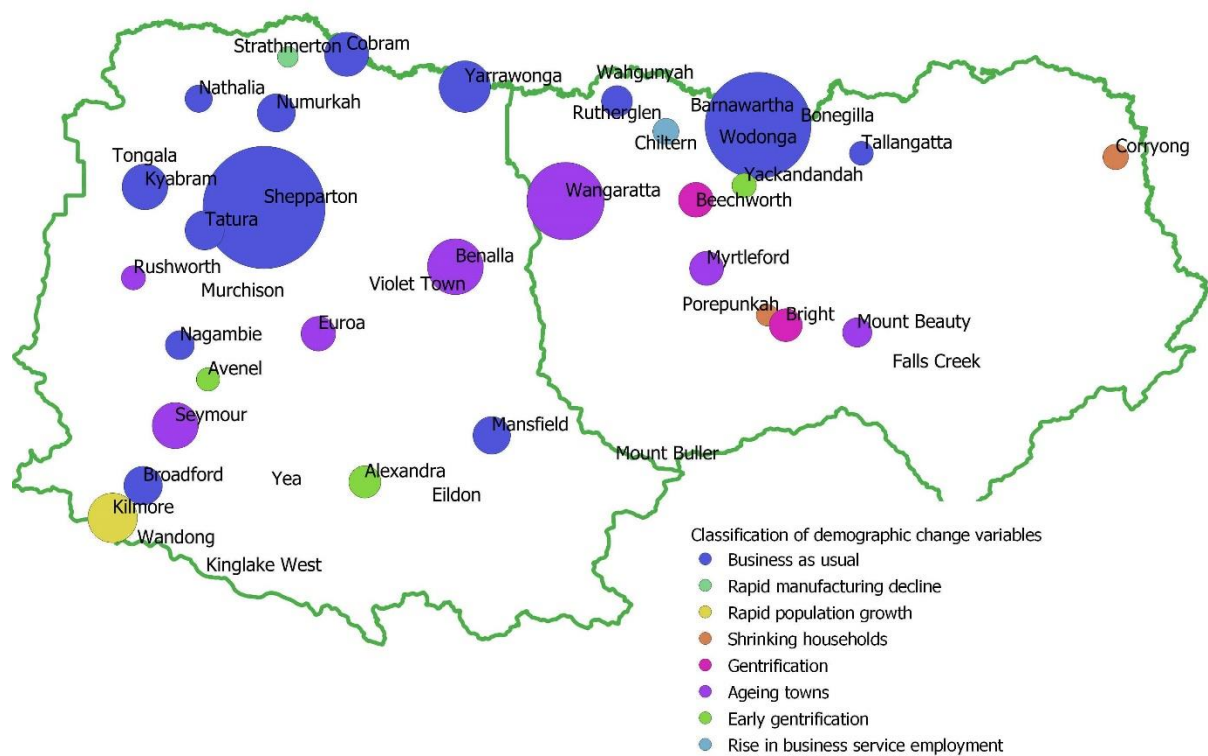 Strathmerton
Cobram
Yarrawonga
Wahgunyah
Nathalia
Numurkah
Rutherglen
Barnawartha
Bonegilla
Chiltern
Wodonga
Tallangatta
Corryong
Tongala
Kyabram
Shepparton
Wangaratta
Yackandandah
Beechworth
Tatura
Benalla
Myrtleford
Rushworth
Murchison
Violet Town
Porepunkah
Bright
Mount Beauty
Nagambie
Euroa
Falls Creek
Avenel
Seymour
Mansfield
Mount Buller
Broadford
Yea
Alexandra
Eildon
Kilmore
Wandong
Kinglake West
Classification of demographic change variables
Business as usual
Rapid manufacturing decline
Rapid population growth
Shrinking households
Gentrification
Ageing towns
Early gentrification
Rise in business service employment